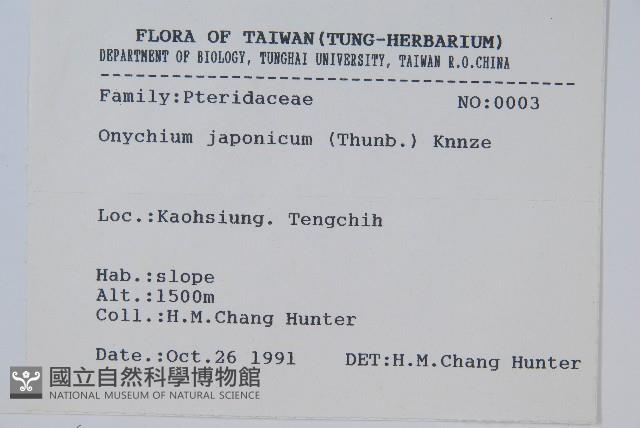 FLORA OF TAIWAN(TUNG-HERBARIUM)
DEPARTMENT OF BIOLOGY, TUNGHAI UNIVERSITY, TAIWAN R.O.CHINA
Family:Pteridaceae NO:0003
Onychium japonicum (Thunb.) Knnze
Loc.:Kaohsiung. Tengchih
Hab.:slope
Alt.:1500m
Coll.:H.M.Chang Hunter
Date.:Oct.26 1991 DET:H.M.Chang Hunter
國立自然科學博物館
NATIONAL MUSEUM OF NATURAL SCIENCE